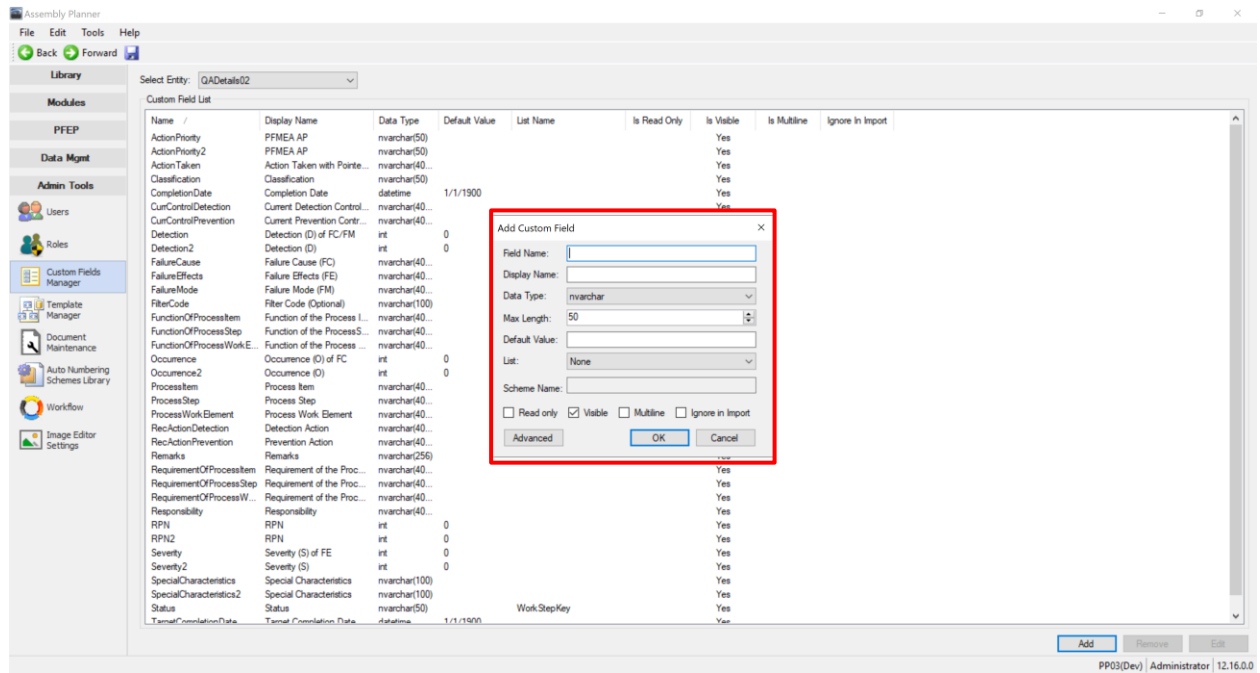 Assembly Planner
File Edit Tools Help
Back Forward
Library
Modules
PFEP
Data Mgmt
Admin Tools
Users
Roles
Custom Fields Manager
Template Manager
Document Maintenance
Auto Numbering Schemes Library
Workflow
Image Editor Settings
Select Entity: QADetails02
Custom Field List
Name Display Name Data Type Default Value List Name Is Read Only Is Visible Is Multiline Ignore In Import
ActionPriority PFMEA AP nvarchar(50) Yes
ActionPriority2 PFMEA AP nvarchar(50) Yes
ActionTaken Action Taken with Pointe... nvarchar(40... Yes
Classification Classification nvarchar(50) Yes
CompletionDate Completion Date datetime 1/1/1900 Yes
CurrControlDetection Current Detection Control... nvarchar(40... Yes
CurrControlPrevention Current Prevention Contr... nvarchar(40...
Detection Detection (D) of FC/FM int 0
Detection2 Detection (D) int 0
FailureCause Failure Cause (FC) nvarchar(40...
FailureEffects Failure Effects (FE) nvarchar(40...
FailureMode Failure Mode (FM) nvarchar(40...
FilterCode Filter Code (Optional) nvarchar(100)
FunctionOfProcessItem Function of the Process I... nvarchar(40...
FunctionOfProcessStep Function of the ProcessS... nvarchar(40...
FunctionOfProcessWorkE... Function of the Process ... nvarchar(40...
Occurrence Occurrence (O) of FC int 0
Occurrence2 Occurrence (O) int 0
ProcessItem Process Item nvarchar(40...
ProcessStep Process Step nvarchar(40...
ProcessWorkElement Process Work Element nvarchar(40...
RecActionDetection Detection Action nvarchar(40...
RecActionPrevention Prevention Action nvarchar(40...
Remarks Remarks nvarchar(256) Yes
RequirementOfProcessItem Requirement of the Proc... nvarchar(40... Yes
RequirementOfProcessStep Requirement of the Proc... nvarchar(40... Yes
RequirementOfProcessW... Requirement of the Proc... nvarchar(40... Yes
Responsibility Responsibility nvarchar(40... Yes
RPN RPN int 0 Yes
RPN2 RPN int 0 Yes
Severity Severity (S) of FE int 0 Yes
Severity2 Severity (S) int 0 Yes
SpecialCharacteristics Special Characteristics nvarchar(100) Yes
SpecialCharacteristics2 Special Characteristics nvarchar(100) Yes
Status Status nvarchar(50) WorkStepKey Yes
TargetCompletionDate Target Completion Date datetime 1/1/1900 Yes
Add Custom Field
Field Name:
Display Name:
Data Type: nvarchar
Max Length: 50
Default Value:
List: None
Scheme Name:
Read only Visible Multiline Ignore in Import
Advanced OK Cancel
Add Remove Edit
PP03(Dev) Administrator 12.16.0.0